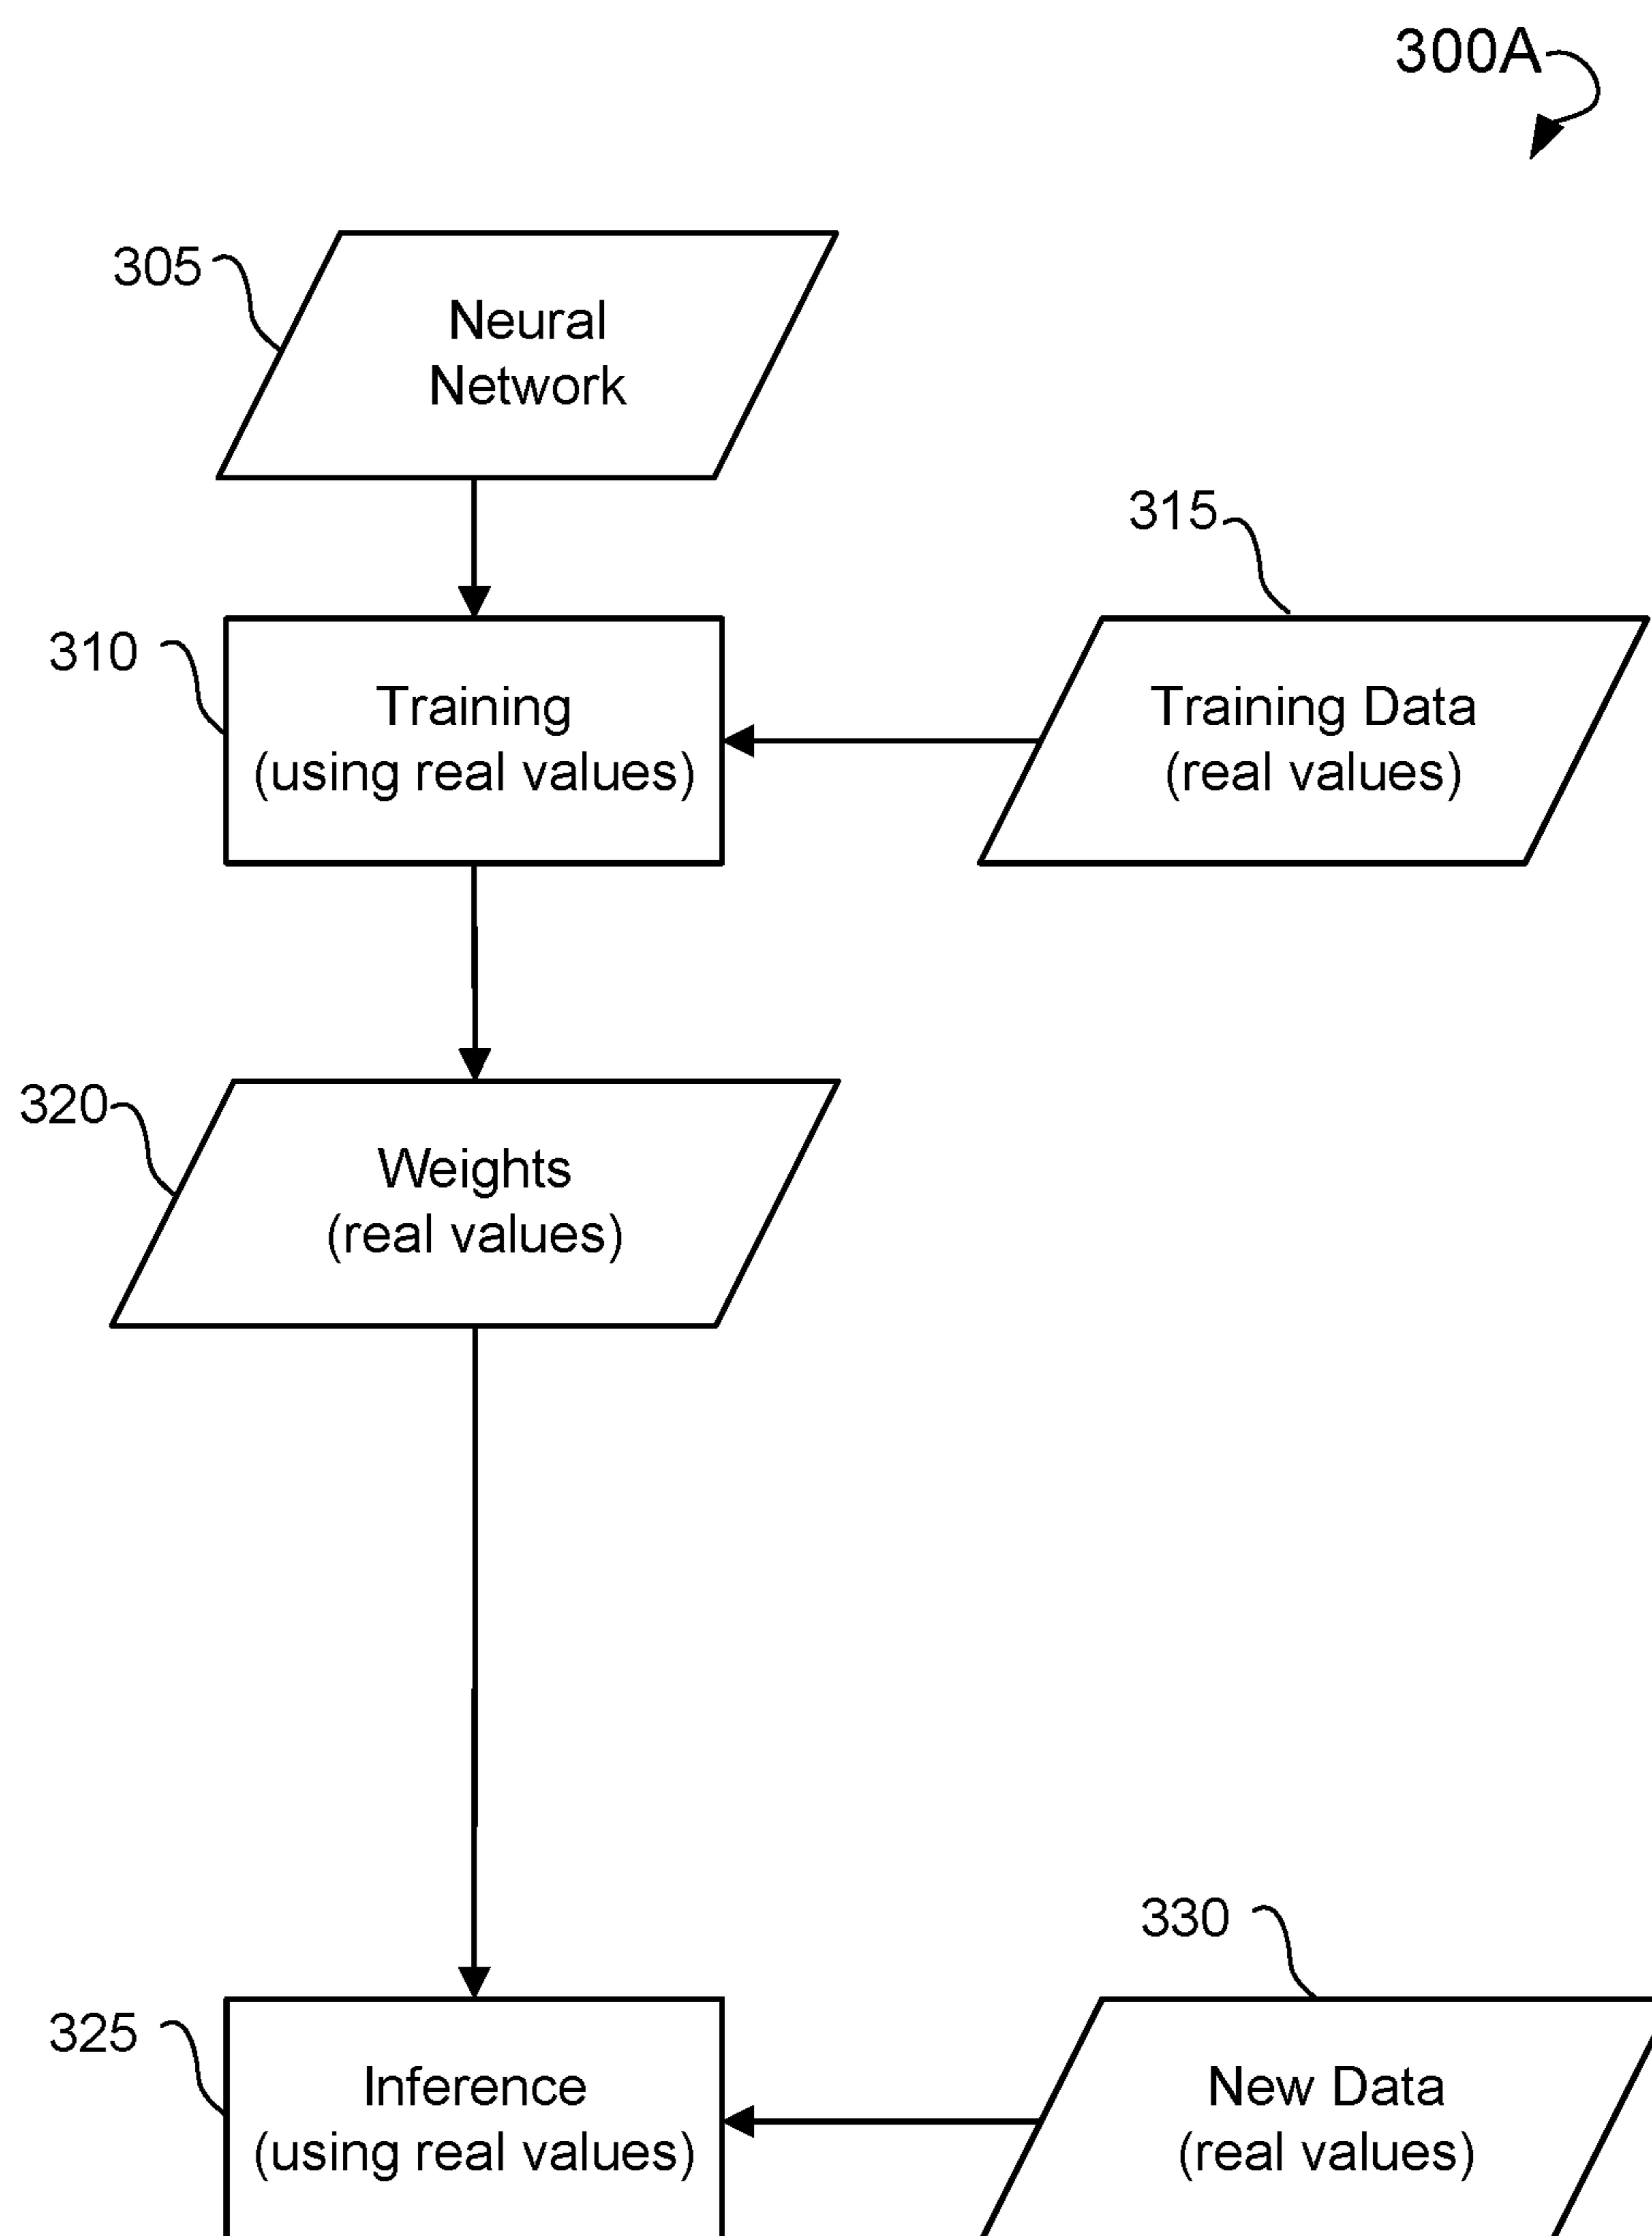 300A
305
Neural
Network
315
310
Training
(using real values)
Training Data
(real values)
320
Weights
(real values)
330
325
Inference
(using real values)
New Data
(real values)